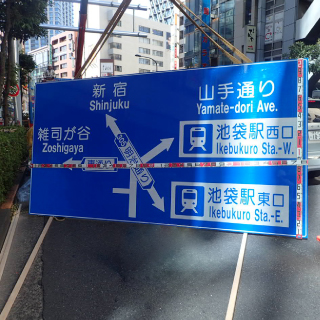 新宿
Shinjuku
山手通り
Yamate-dori Ave.
雑司が谷
Zoshigaya
池袋駅西口
Ikebukuro Sta.-W.
池袋駅東口
Ikebukuro Sta.-E.